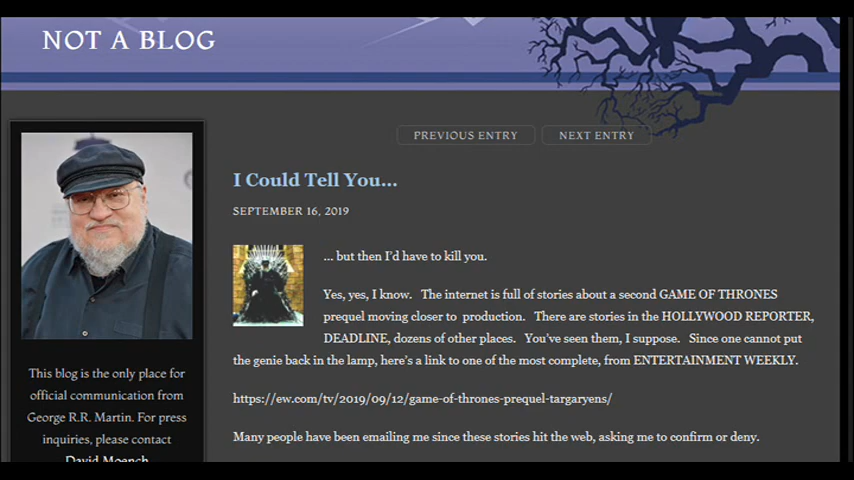 NOT A BLOG
PREVIOUS ENTRY
NEXT ENTRY
I Could Tell You...
SEPTEMBER 16, 2019
... but then I'd have to kill you.
Yes, yes, I know. The internet is full of stories about a second GAME OF THRONES
prequel moving closer to production. There are stories in the HOLLYWOOD REPORTER,
DEADLINE, dozens of other places. You've seen them, I suppose. Since one cannot put
the genie back in the lamp, here's a link to one of the most complete, from ENTERTAINMENT WEEKLY.
https://ew.com/tv/2019/09/12/game-of-thrones-prequel-targaryens/
Many people have been emailing me since these stories hit the web, asking me to confirm or deny.
This blog is the only place for
official communication from
George R.R. Martin. For press
inquiries, please contact
David Moench